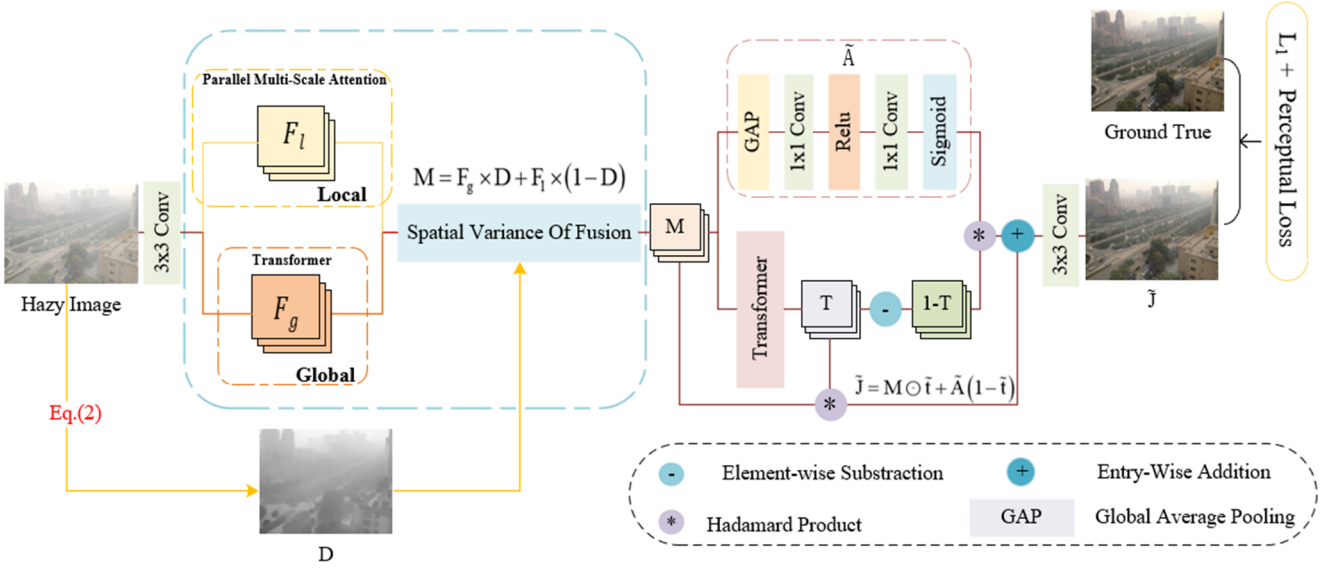 Parallel Multi-Scale Attention
F_l
Local
Hazy Image
3x3 Conv
Transformer
F_g
Global
Eq.(2)
D
M = F_g × D + F_l × (1 − D)
Spatial Variance Of Fusion
M
Ã
GAP
1x1 Conv
Relu
1x1 Conv
Sigmoid
Transformer
T
-
1-T
*
*
+
J̃ = M ⊙ t̃ + Ã(1 − t̃)
3x3 Conv
Ground True
J̃
L₁ + Perceptual Loss
- Element-wise Substraction
+ Entry-Wise Addition
* Hadamard Product
GAP Global Average Pooling